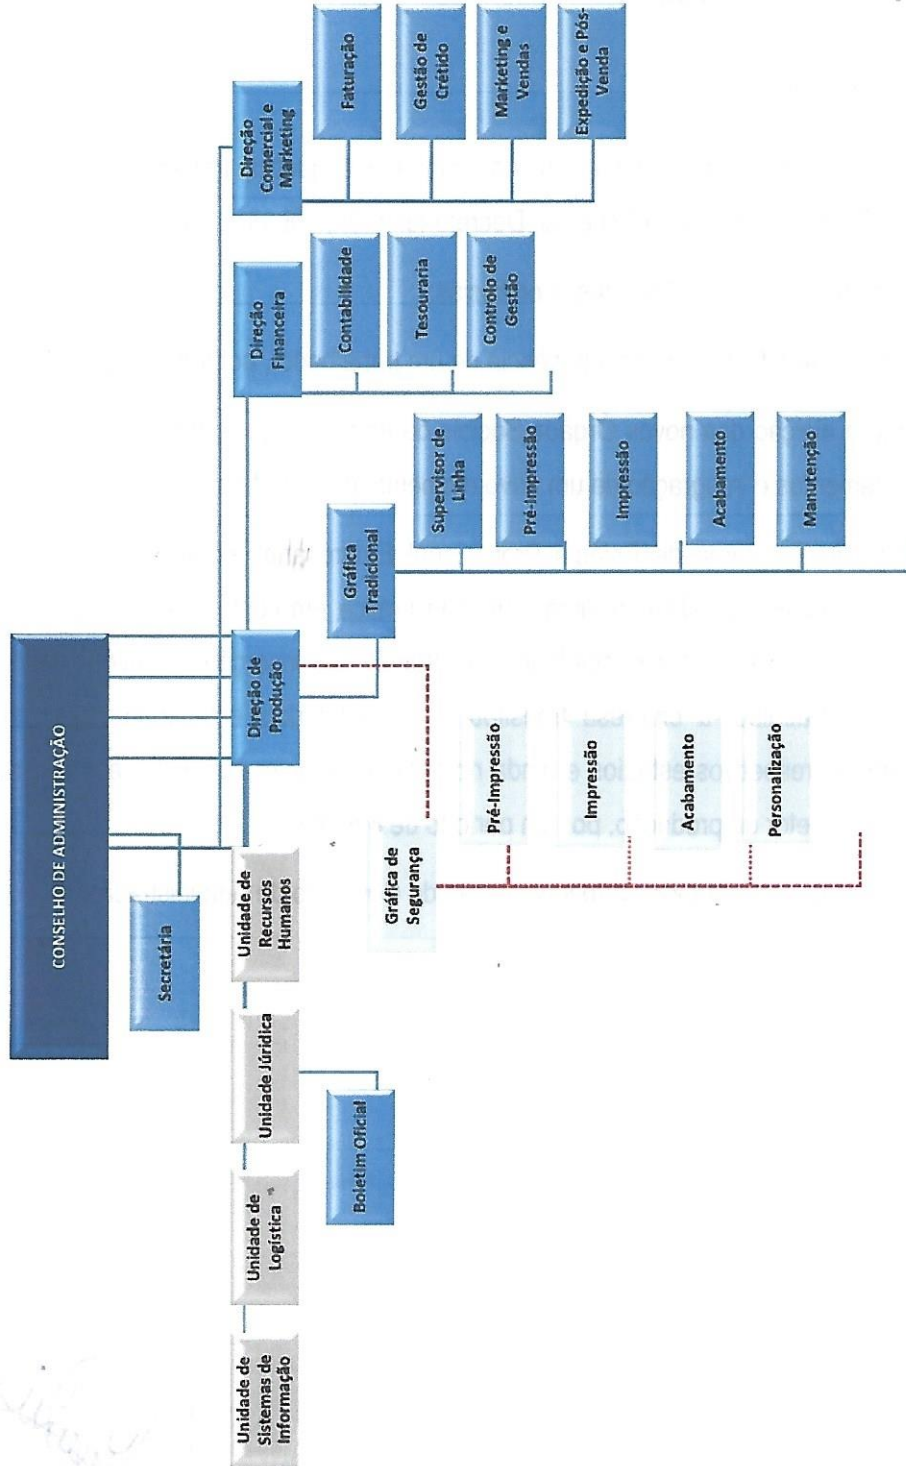 CONSELHO DE ADMINISTRAÇÃO
Secretária
Unidade de
Sistemas de
Informação
Unidade de
Logística
Unidade Júridica
Unidade de
Recursos
Humanos
Direção de
Produção
Direção
Financeira
Direção
Comercial e
Marketing
Boletim Oficial
Gráfica de
Segurança
Pré-Impressão
Impressão
Acabamento
Personalização
Gráfica
Tradicional
Supervisor de
Linha
Pré-Impressão
Impressão
Acabamento
Manutenção
Contabilidade
Tesouraria
Controlo de
Gestão
Faturação
Gestão de
Crétido
Marketing e
Vendas
Expedição e Pós-
Venda